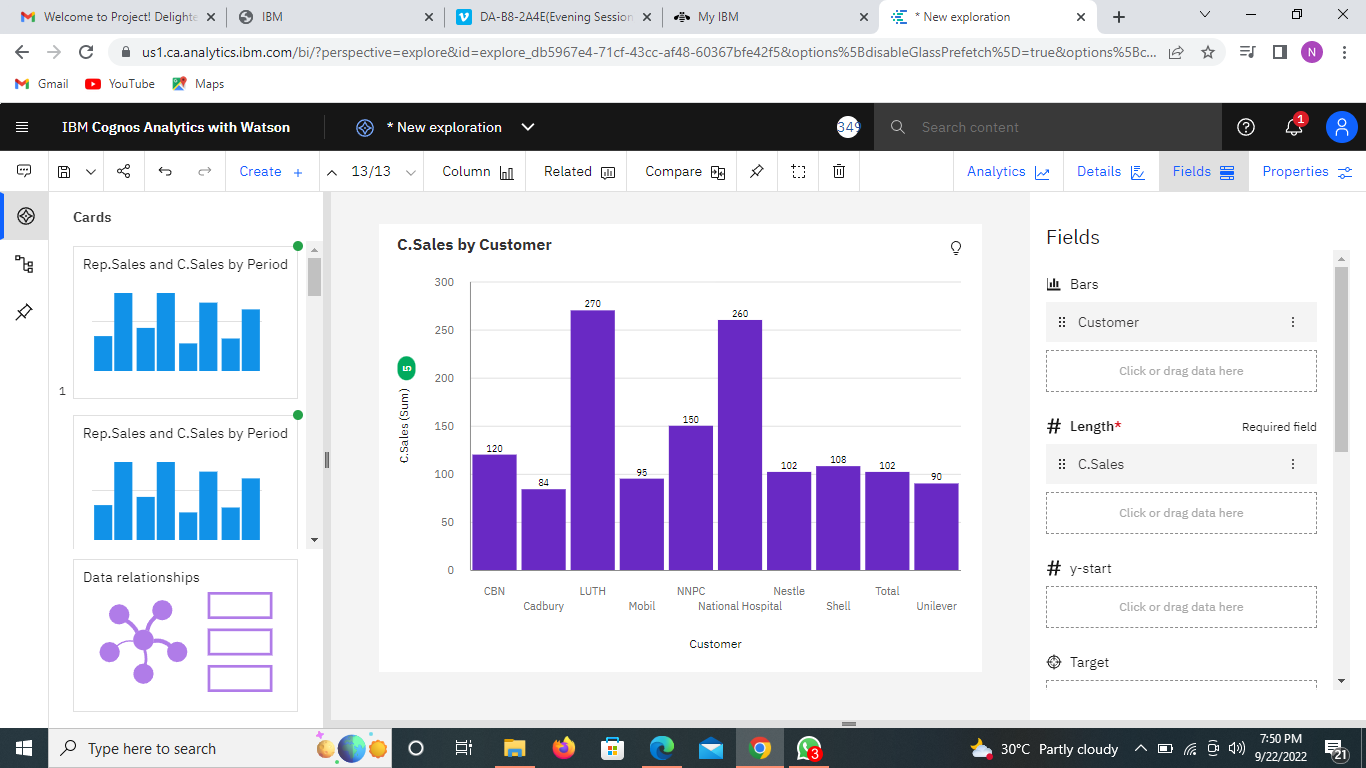 Welcome to Project! Delighte
IBM
DA-B8-2A4E(Evening Session
My IBM
* New exploration
us1.ca.analytics.ibm.com/bi/?perspective=explore&id=explore_db5967e4-71cf-43cc-af48-60367bfe42f5&options%5BdisableGlassPrefetch%5D=true&options%5Bc...
N
Gmail
YouTube
Maps
IBM Cognos Analytics with Watson
* New exploration
349
Search content
1
Create +
13/13
Column
Related
Compare
Analytics
Details
Fields
Properties
Cards
Rep.Sales and C.Sales by Period
1
Rep.Sales and C.Sales by Period
Data relationships
C.Sales by Customer
300
250
200
150
100
50
0
C.Sales (Sum)
5
120
84
270
95
150
260
102
108
102
90
CBN
Cadbury
LUTH
Mobil
NNPC
National Hospital
Nestle
Shell
Total
Unilever
Customer
Fields
Bars
Customer
Click or drag data here
# Length*
Required field
C.Sales
Click or drag data here
# y-start
Click or drag data here
Target
Type here to search
3
30°C Partly cloudy
7:50 PM
9/22/2022
21